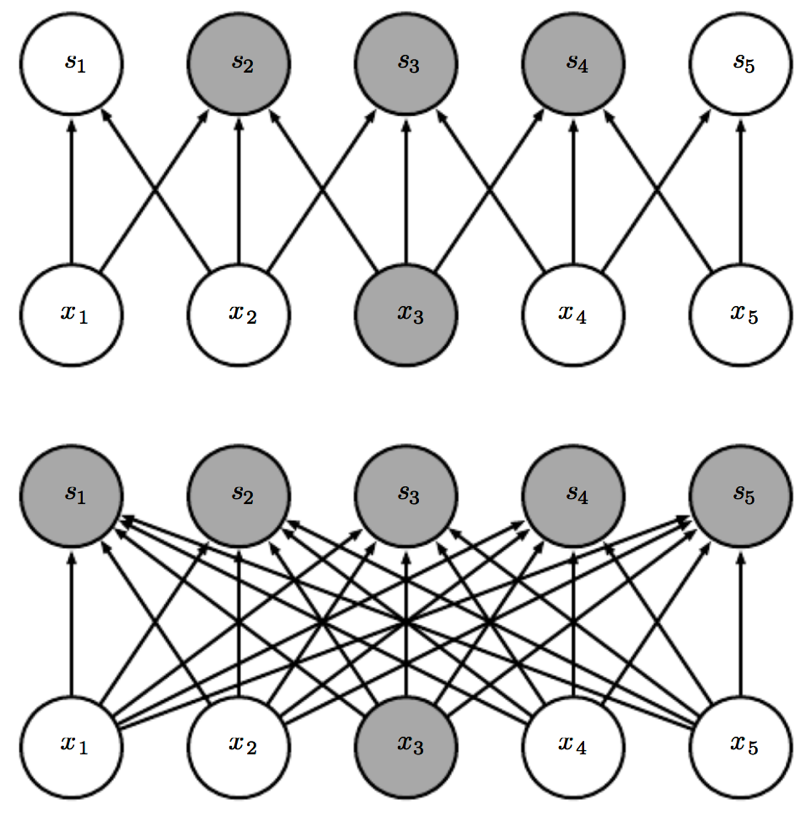 s₁ s₂ s₃ s₄ s₅
x₁ x₂ x₃ x₄ x₅
s₁ s₂ s₃ s₄ s₅
x₁ x₂ x₃ x₄ x₅